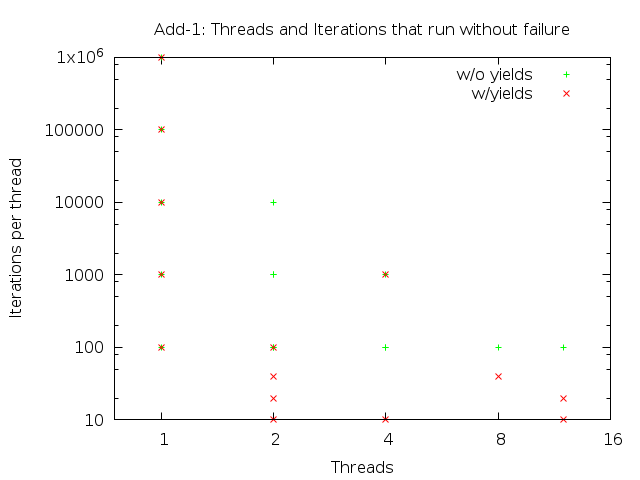 Add-1: Threads and Iterations that run without failure
1x10⁶
w/o yields
w/yields
100000
10000
1000
100
10
Iterations per thread
1 2 4 8 16
Threads